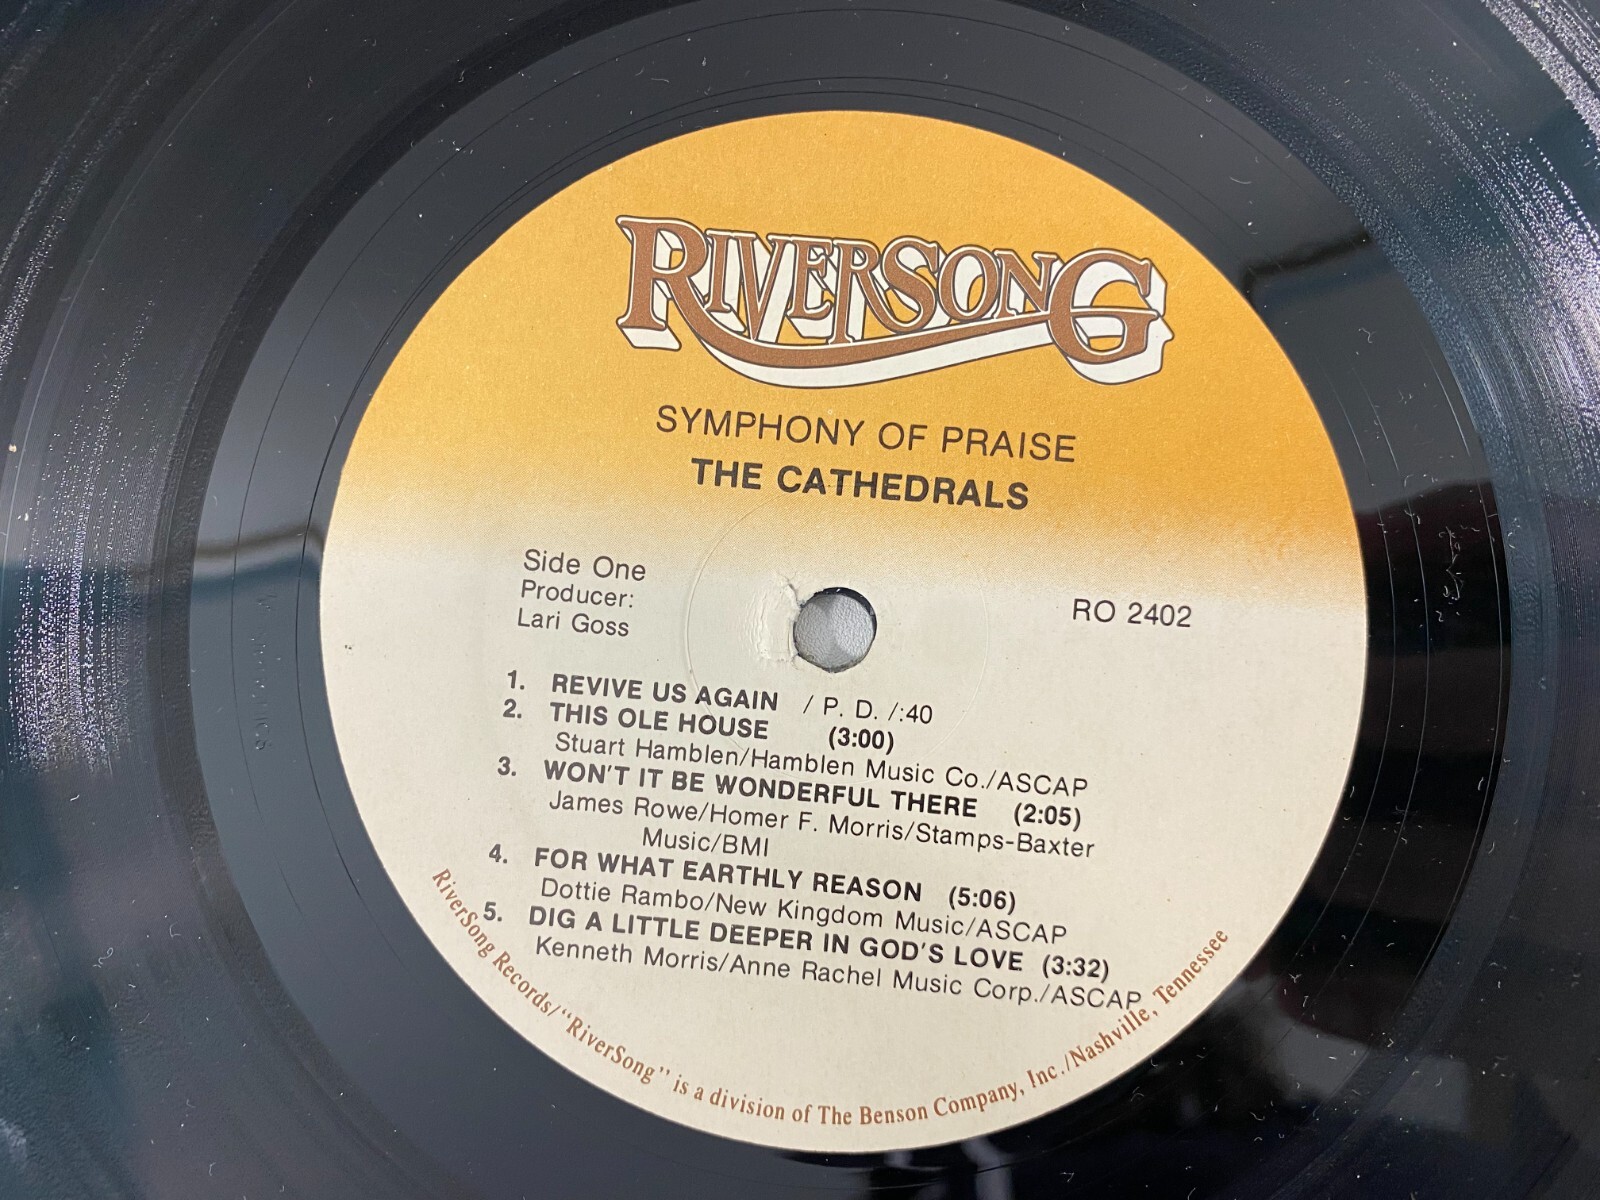 RIVERSONG
SYMPHONY OF PRAISE
THE CATHEDRALS
Side One
Producer:
Lari Goss
RO 2402
1. REVIVE US AGAIN / P. D. /:40
2. THIS OLE HOUSE (3:00)
Stuart Hamblen/Hamblen Music Co./ASCAP
3. WON'T IT BE WONDERFUL THERE (2:05)
James Rowe/Homer F. Morris/Stamps-Baxter
Music/BMI
4. FOR WHAT EARTHLY REASON (5:06)
Dottie Rambo/New Kingdom Music/ASCAP
5. DIG A LITTLE DEEPER IN GOD'S LOVE (3:32)
Kenneth Morris/Anne Rachel Music Corp./ASCAP
RiverSong Records/“RiverSong” is a division of The Benson Company, Inc./Nashville, Tennessee